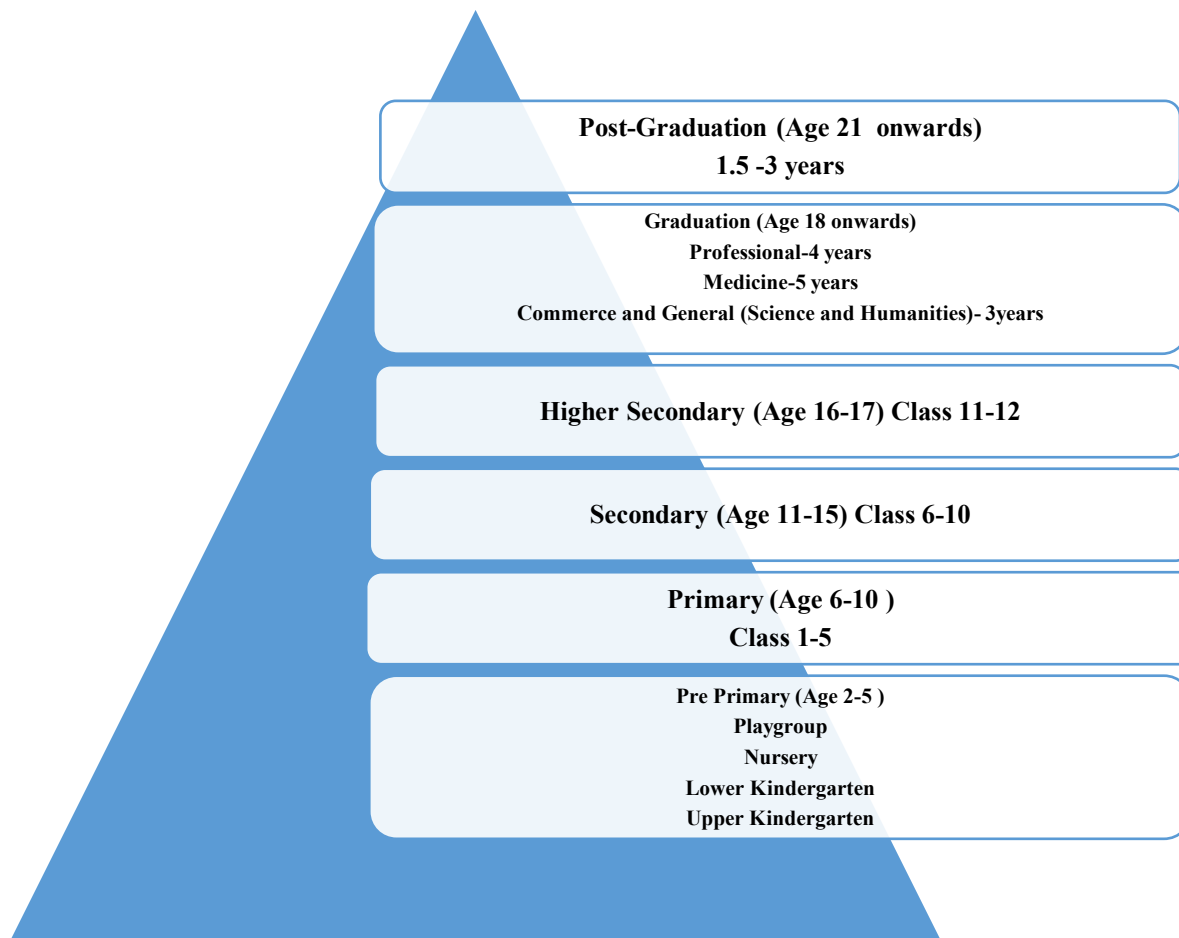 Post-Graduation (Age 21 onwards)
1.5 -3 years
Graduation (Age 18 onwards)
Professional-4 years
Medicine-5 years
Commerce and General (Science and Humanities)- 3years
Higher Secondary (Age 16-17) Class 11-12
Secondary (Age 11-15) Class 6-10
Primary (Age 6-10 )
Class 1-5
Pre Primary (Age 2-5 )
Playgroup
Nursery
Lower Kindergarten
Upper Kindergarten